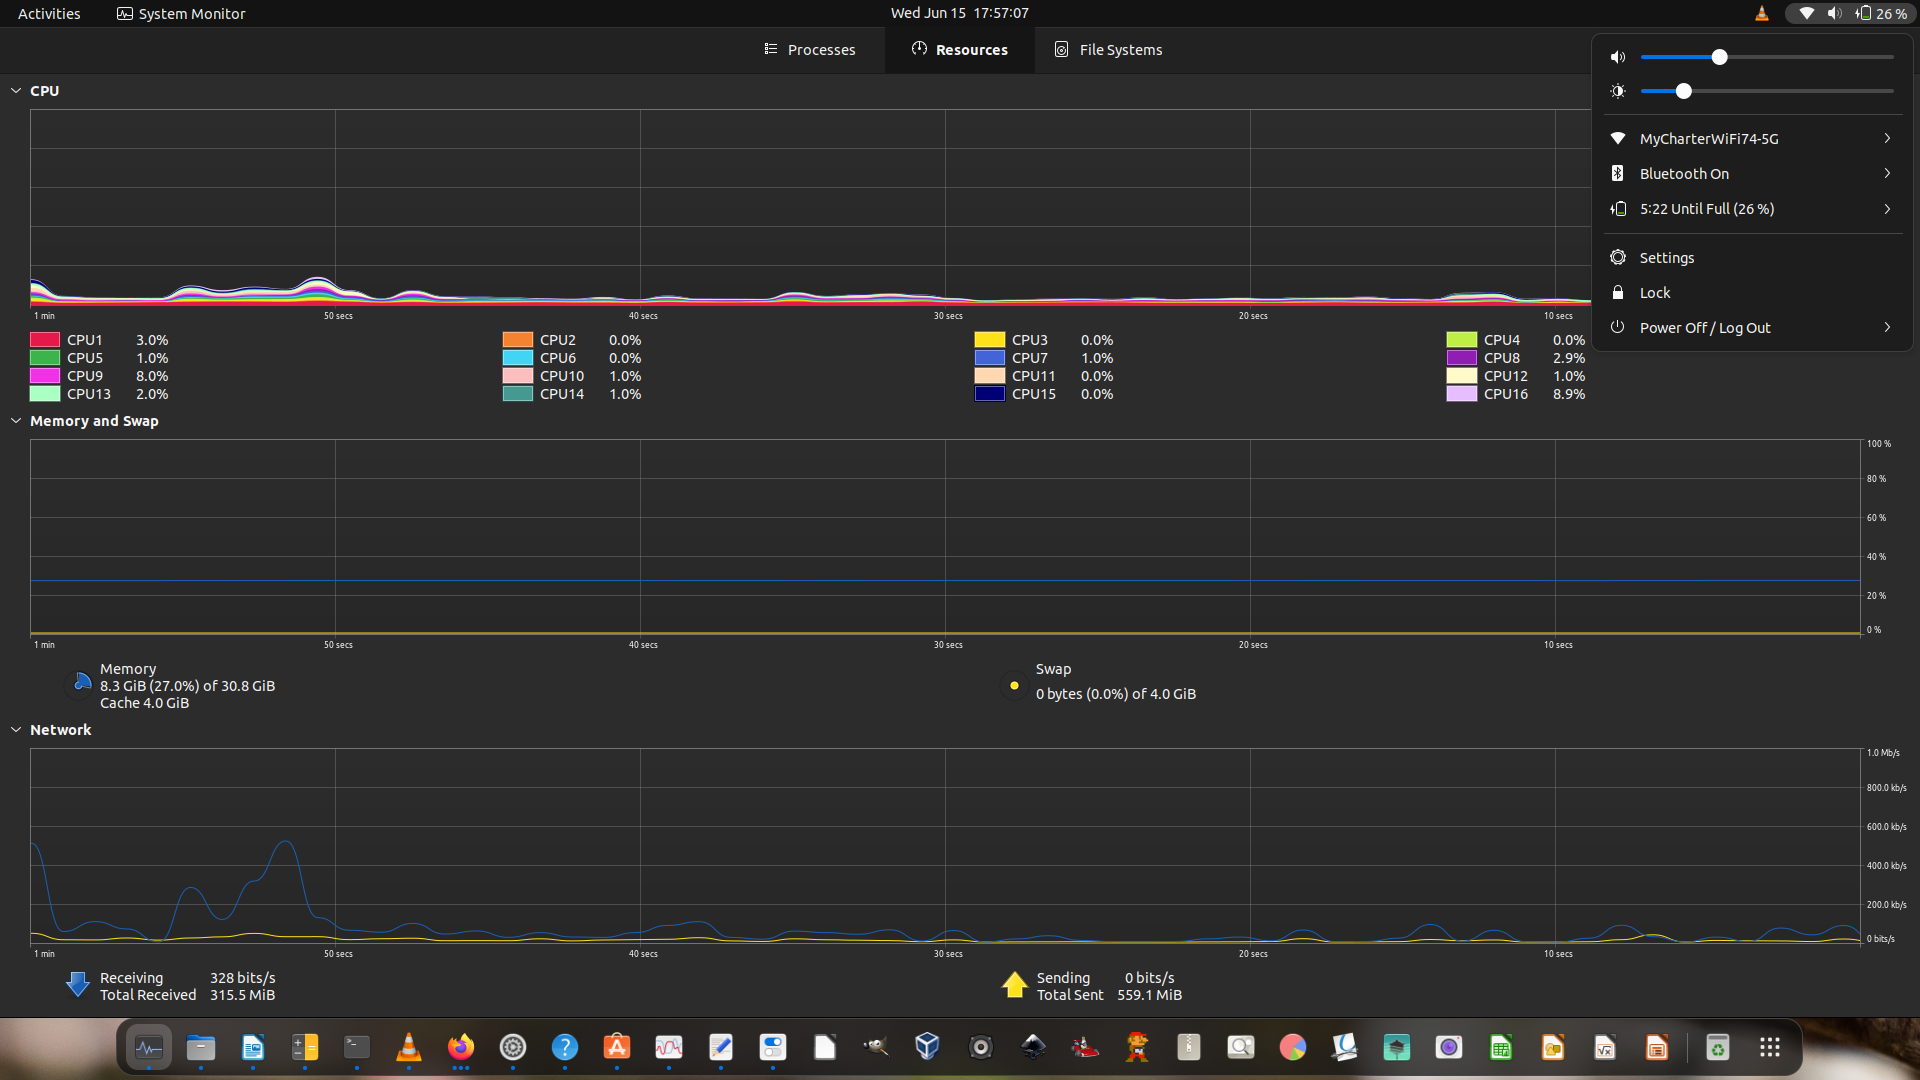 Activities
System Monitor
Wed Jun 15 17:57:07
26 %
Processes
Resources
File Systems
CPU
1 min
50 secs
40 secs
30 secs
20 secs
10 secs
CPU1 3.0%
CPU2 0.0%
CPU3 0.0%
CPU4 0.0%
CPU5 1.0%
CPU6 0.0%
CPU7 1.0%
CPU8 2.9%
CPU9 8.0%
CPU10 1.0%
CPU11 0.0%
CPU12 1.0%
CPU13 2.0%
CPU14 1.0%
CPU15 0.0%
CPU16 8.9%
MyCharterWiFi74-5G
Bluetooth On
5:22 Until Full (26 %)
Settings
Lock
Power Off / Log Out
Memory and Swap
100 %
80 %
60 %
40 %
20 %
0 %
1 min
50 secs
40 secs
30 secs
20 secs
10 secs
Memory
8.3 GiB (27.0%) of 30.8 GiB
Cache 4.0 GiB
Swap
0 bytes (0.0%) of 4.0 GiB
Network
1.0 Mb/s
800.0 kb/s
600.0 kb/s
400.0 kb/s
200.0 kb/s
0 bits/s
1 min
50 secs
40 secs
30 secs
20 secs
10 secs
Receiving 328 bits/s
Total Received 315.5 MiB
Sending 0 bits/s
Total Sent 559.1 MiB